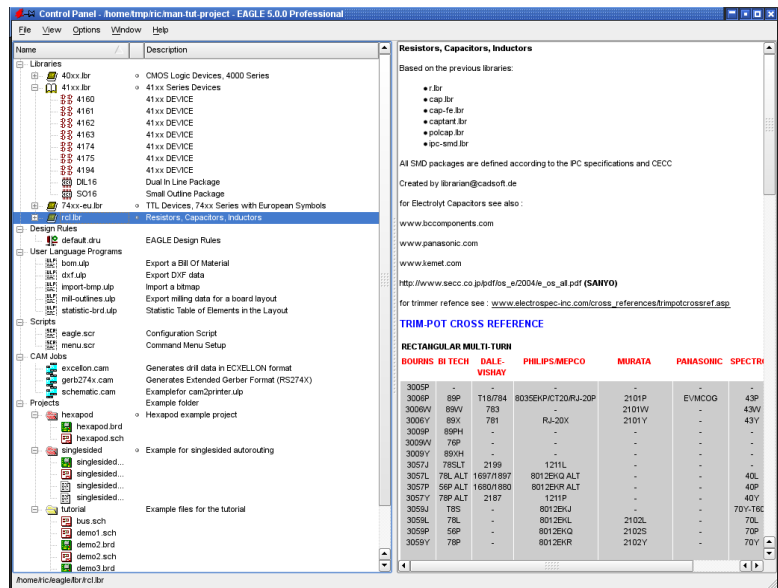 Control Panel - /home/tmp/ric/man-tut-project - EAGLE 5.0.0 Professional
File View Options Window Help
Name Description
Libraries
40xx.lbr CMOS Logic Devices, 4000 Series
41xx.lbr 41xx Series Devices
4160 41xx DEVICE
4161 41xx DEVICE
4162 41xx DEVICE
4163 41xx DEVICE
4174 41xx DEVICE
4175 41xx DEVICE
4194 41xx DEVICE
DIL16 Dual In Line Package
SO16 Small Outline Package
74xx-eu.lbr TTL Devices, 74xx Series with European Symbols
rcl.lbr Resistors, Capacitors, Inductors
Design Rules
default.dru EAGLE Design Rules
User Language Programs
bom.ulp Export a Bill Of Material
dxf.ulp Export DXF data
import-bmp.ulp Import a bitmap
mill-outlines.ulp Export milling data for a board layout
statistic-brd.ulp Statistic Table of Elements in the Layout
Scripts
eagle.scr Configuration Script
menu.scr Command Menu Setup
CAM Jobs
excellon.cam Generates drill data in ECXELLON format
gerb274x.cam Generates Extended Gerber Format (RS274X)
schematic.cam Examplefor cam2printer.ulp
Projects Example folder
hexapod Hexapod example project
hexapod.brd
hexapod.sch
singlesided Example for singlesided autorouting
singlesided...
singlesided...
singlesided...
singlesided...
tutorial Example files for the tutorial
bus.sch
demo1.sch
demo2.brd
demo2.sch
demo3.brd
/home/ric/eagle/lbr/rcl.lbr
Resistors, Capacitors, Inductors
Based on the previous libraries:
r.lbr
cap.lbr
cap-fe.lbr
captant.lbr
polcap.lbr
ipc-smd.lbr
All SMD packages are defined according to the IPC specifications and CECC
Created by librarian@cadsoft.de
for Electrolyt Capacitors see also :
www.bccomponents.com
www.panasonic.com
www.kemet.com
http://www.secc.co.jp/pdf/os_e/2004/e_os_all.pdf (SANYO)
for trimmer refence see : www.electrospec-inc.com/cross_references/trimpotcrossref.asp
TRIM-POT CROSS REFERENCE
RECTANGULAR MULTI-TURN
BOURNS BI TECH DALE-VISHAY PHILIPS/MEPCO MURATA PANASONIC SPECTR
3005P - - - - - -
3006P 89P T18/784 8035EKP/CT20/RJ-20P 2101P EVMCOG 43P
3006W 89W 783 - 2101W - 43W
3006Y 89X 781 RJ-20X 2101Y - 43Y
3009P 89PH - - - - -
3009W 76P - - - - -
3009Y 89XH - - - - -
3057J 78SLT 2199 1211L - - -
3057L 78L ALT 1697/1897 8012EKQ ALT - - 40L
3057P 56P ALT 1680/1880 8012EKR ALT - - 40P
3057Y 78P ALT 2187 1211P - - 40Y
3059J T8S - 8012EKJ - - 70Y-T60
3059L 78L - 8012EKL 2102L - 70L
3059P 56P - 8012EKQ 2102S - 70P
3059Y 78P - 8012EKR 2102Y - 70Y